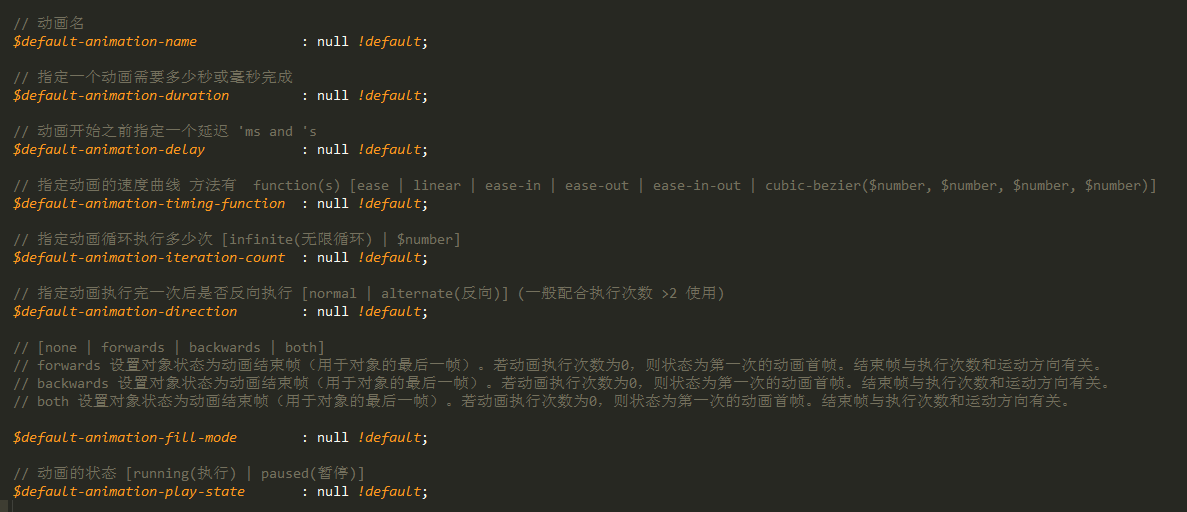 // 动画名
$default-animation-name             : null !default;
// 指定一个动画需要多少秒或毫秒完成
$default-animation-duration         : null !default;
// 动画开始之前指定一个延迟 'ms and 's
$default-animation-delay            : null !default;
// 指定动画的速度曲线 方法有  function(s) [ease | linear | ease-in | ease-out | ease-in-out | cubic-bezier($number, $number, $number, $number)]
$default-animation-timing-function  : null !default;
// 指定动画循环执行多少次 [infinite(无限循环) | $number]
$default-animation-iteration-count  : null !default;
// 指定动画执行完一次后是否反向执行 [normal | alternate(反向)] (一般配合执行次数 >2 使用)
$default-animation-direction        : null !default;
// [none | forwards | backwards | both]
// forwards 设置对象状态为动画结束帧（用于对象的最后一帧）。若动画执行次数为0，则状态为第一次的动画首帧。结束帧与执行次数和运动方向有关。
// backwards 设置对象状态为动画结束帧（用于对象的最后一帧）。若动画执行次数为0，则状态为第一次的动画首帧。结束帧与执行次数和运动方向有关。
// both 设置对象状态为动画结束帧（用于对象的最后一帧）。若动画执行次数为0，则状态为第一次的动画首帧。结束帧与执行次数和运动方向有关。
$default-animation-fill-mode        : null !default;
// 动画的状态 [running(执行) | paused(暂停)]
$default-animation-play-state       : null !default;